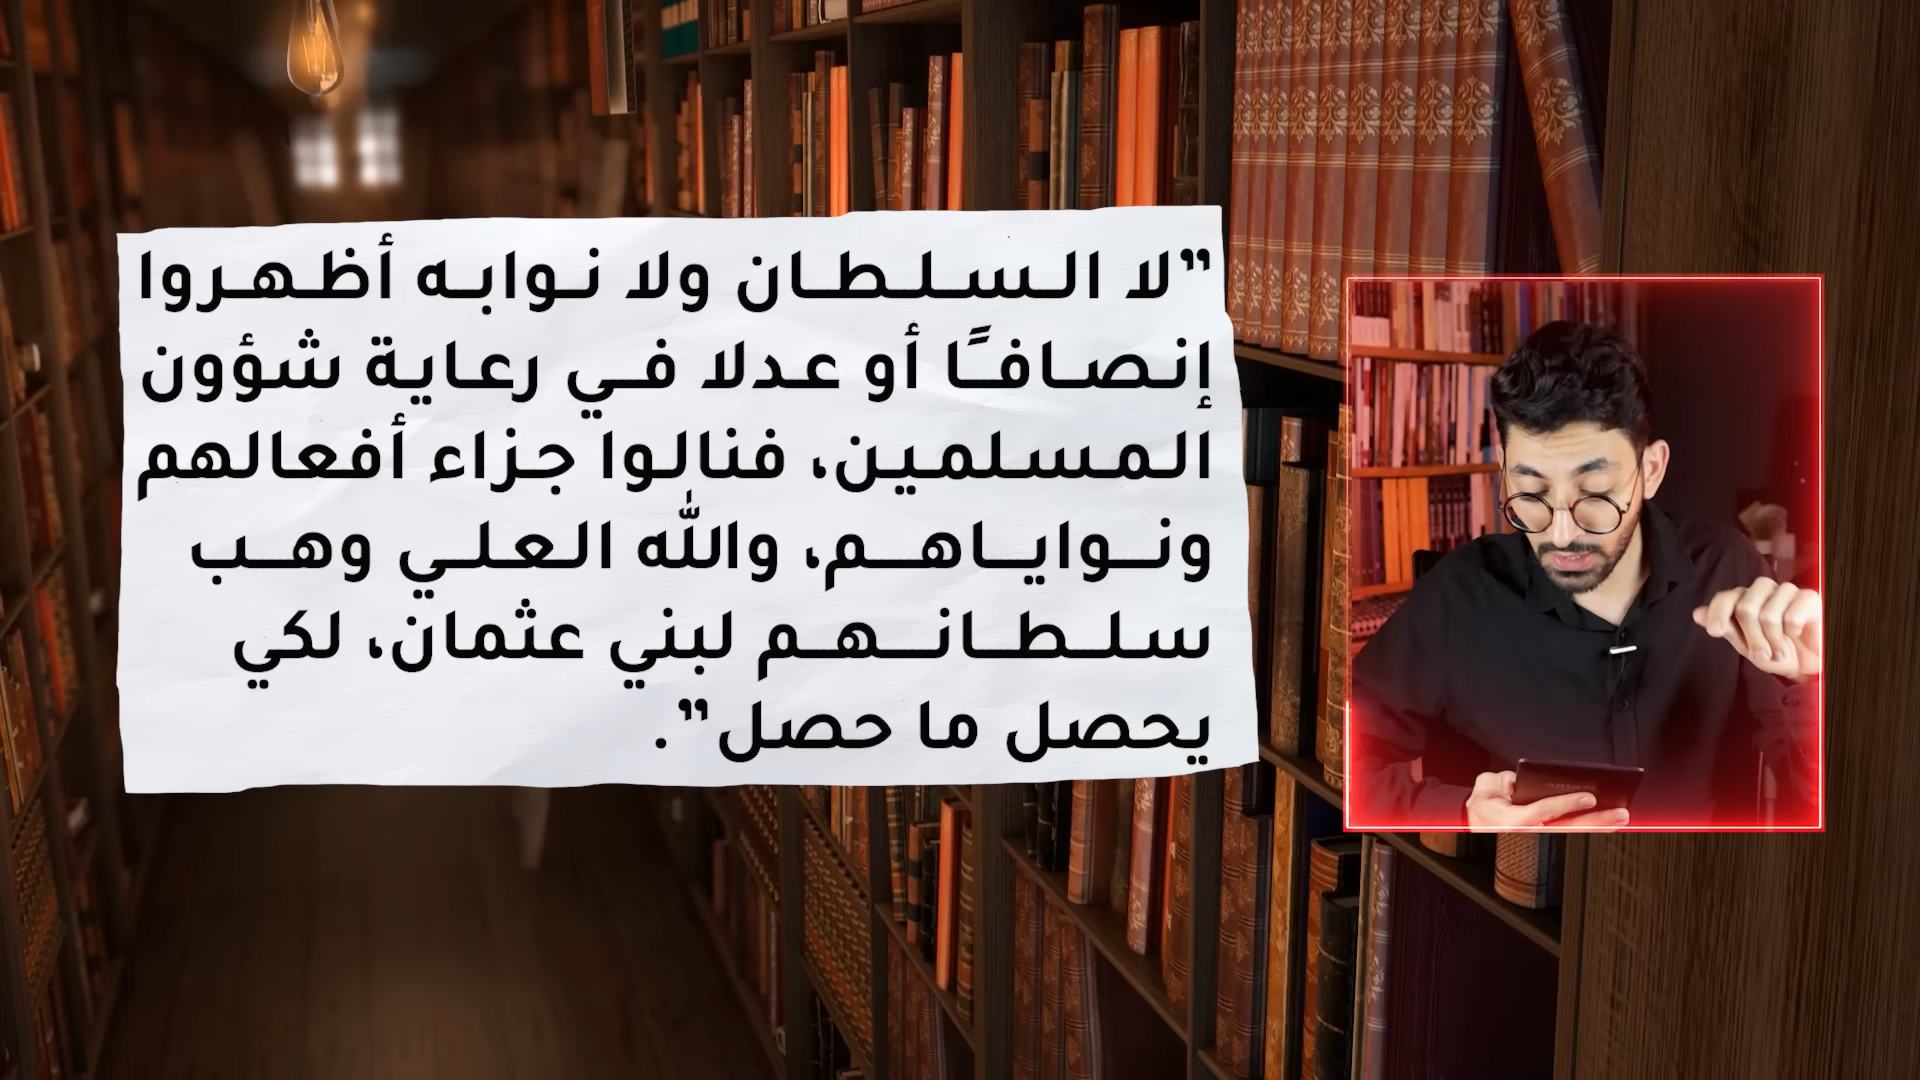 ”لا السلطان ولا نوابه أظهروا
إنصافًا أو عدلا في رعاية شؤون
المسلمين، فنالوا جزاء أفعالهم
ونواياهم، والله العلي وهب
سلطانهم لبني عثمان، لكي
يحصل ما حصل”.